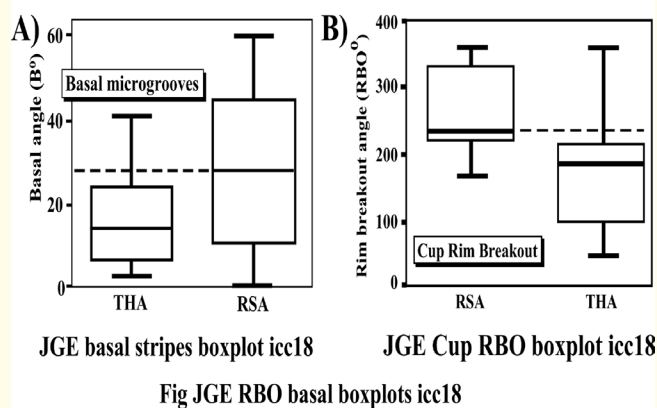 A)
60
40
20
0
Basal angle (Bº)
Basal microgrooves
THA RSA
JGE basal stripes boxplot icc18
B)
400
300
200
100
0
Rim breakout angle (RBOº)
Cup Rim Breakout
RSA THA
JGE Cup RBO boxplot icc18
Fig JGE RBO basal boxplots icc18